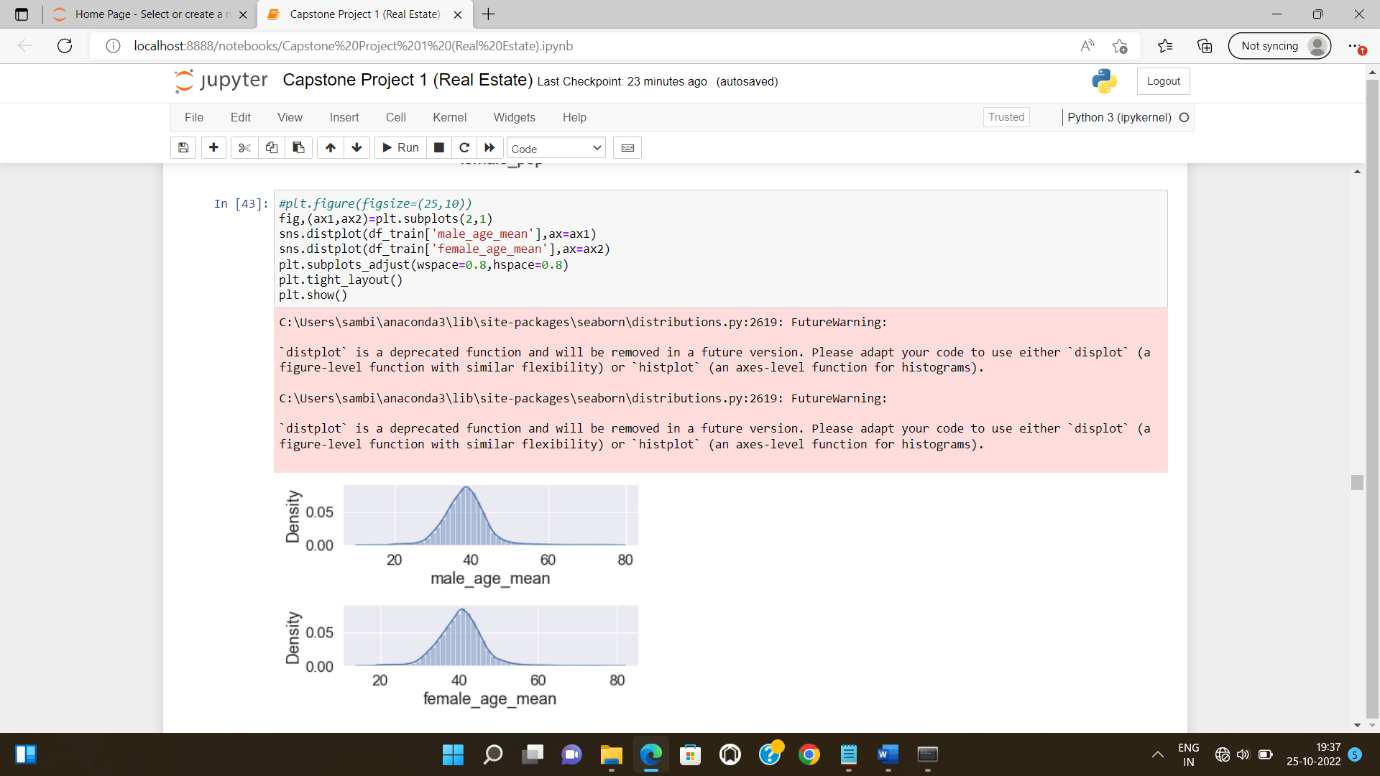 Home Page - Select or create a n
Capstone Project 1 (Real Estate)
localhost:8888/notebooks/Capstone%20Project%201%20(Real%20Estate).ipynb
Not syncing
jupyter Capstone Project 1 (Real Estate) Last Checkpoint: 23 minutes ago (autosaved)
Logout
File Edit View Insert Cell Kernel Widgets Help
Trusted
Python 3 (ipykernel)
Run
Code
In [43]:
#plt.figure(figsize=(25,10))
fig,(ax1,ax2)=plt.subplots(2,1)
sns.distplot(df_train['male_age_mean'],ax=ax1)
sns.distplot(df_train['female_age_mean'],ax=ax2)
plt.subplots_adjust(wspace=0.8,hspace=0.8)
plt.tight_layout()
plt.show()
C:\Users\sambi\anaconda3\lib\site-packages\seaborn\distributions.py:2619: FutureWarning:
`distplot` is a deprecated function and will be removed in a future version. Please adapt your code to use either `displot` (a
figure-level function with similar flexibility) or `histplot` (an axes-level function for histograms).
C:\Users\sambi\anaconda3\lib\site-packages\seaborn\distributions.py:2619: FutureWarning:
`distplot` is a deprecated function and will be removed in a future version. Please adapt your code to use either `displot` (a
figure-level function with similar flexibility) or `histplot` (an axes-level function for histograms).
Density
0.05
0.00
20 40 60 80
male_age_mean
Density
0.05
0.00
20 40 60 80
female_age_mean
ENG
IN
19:37
25-10-2022
5